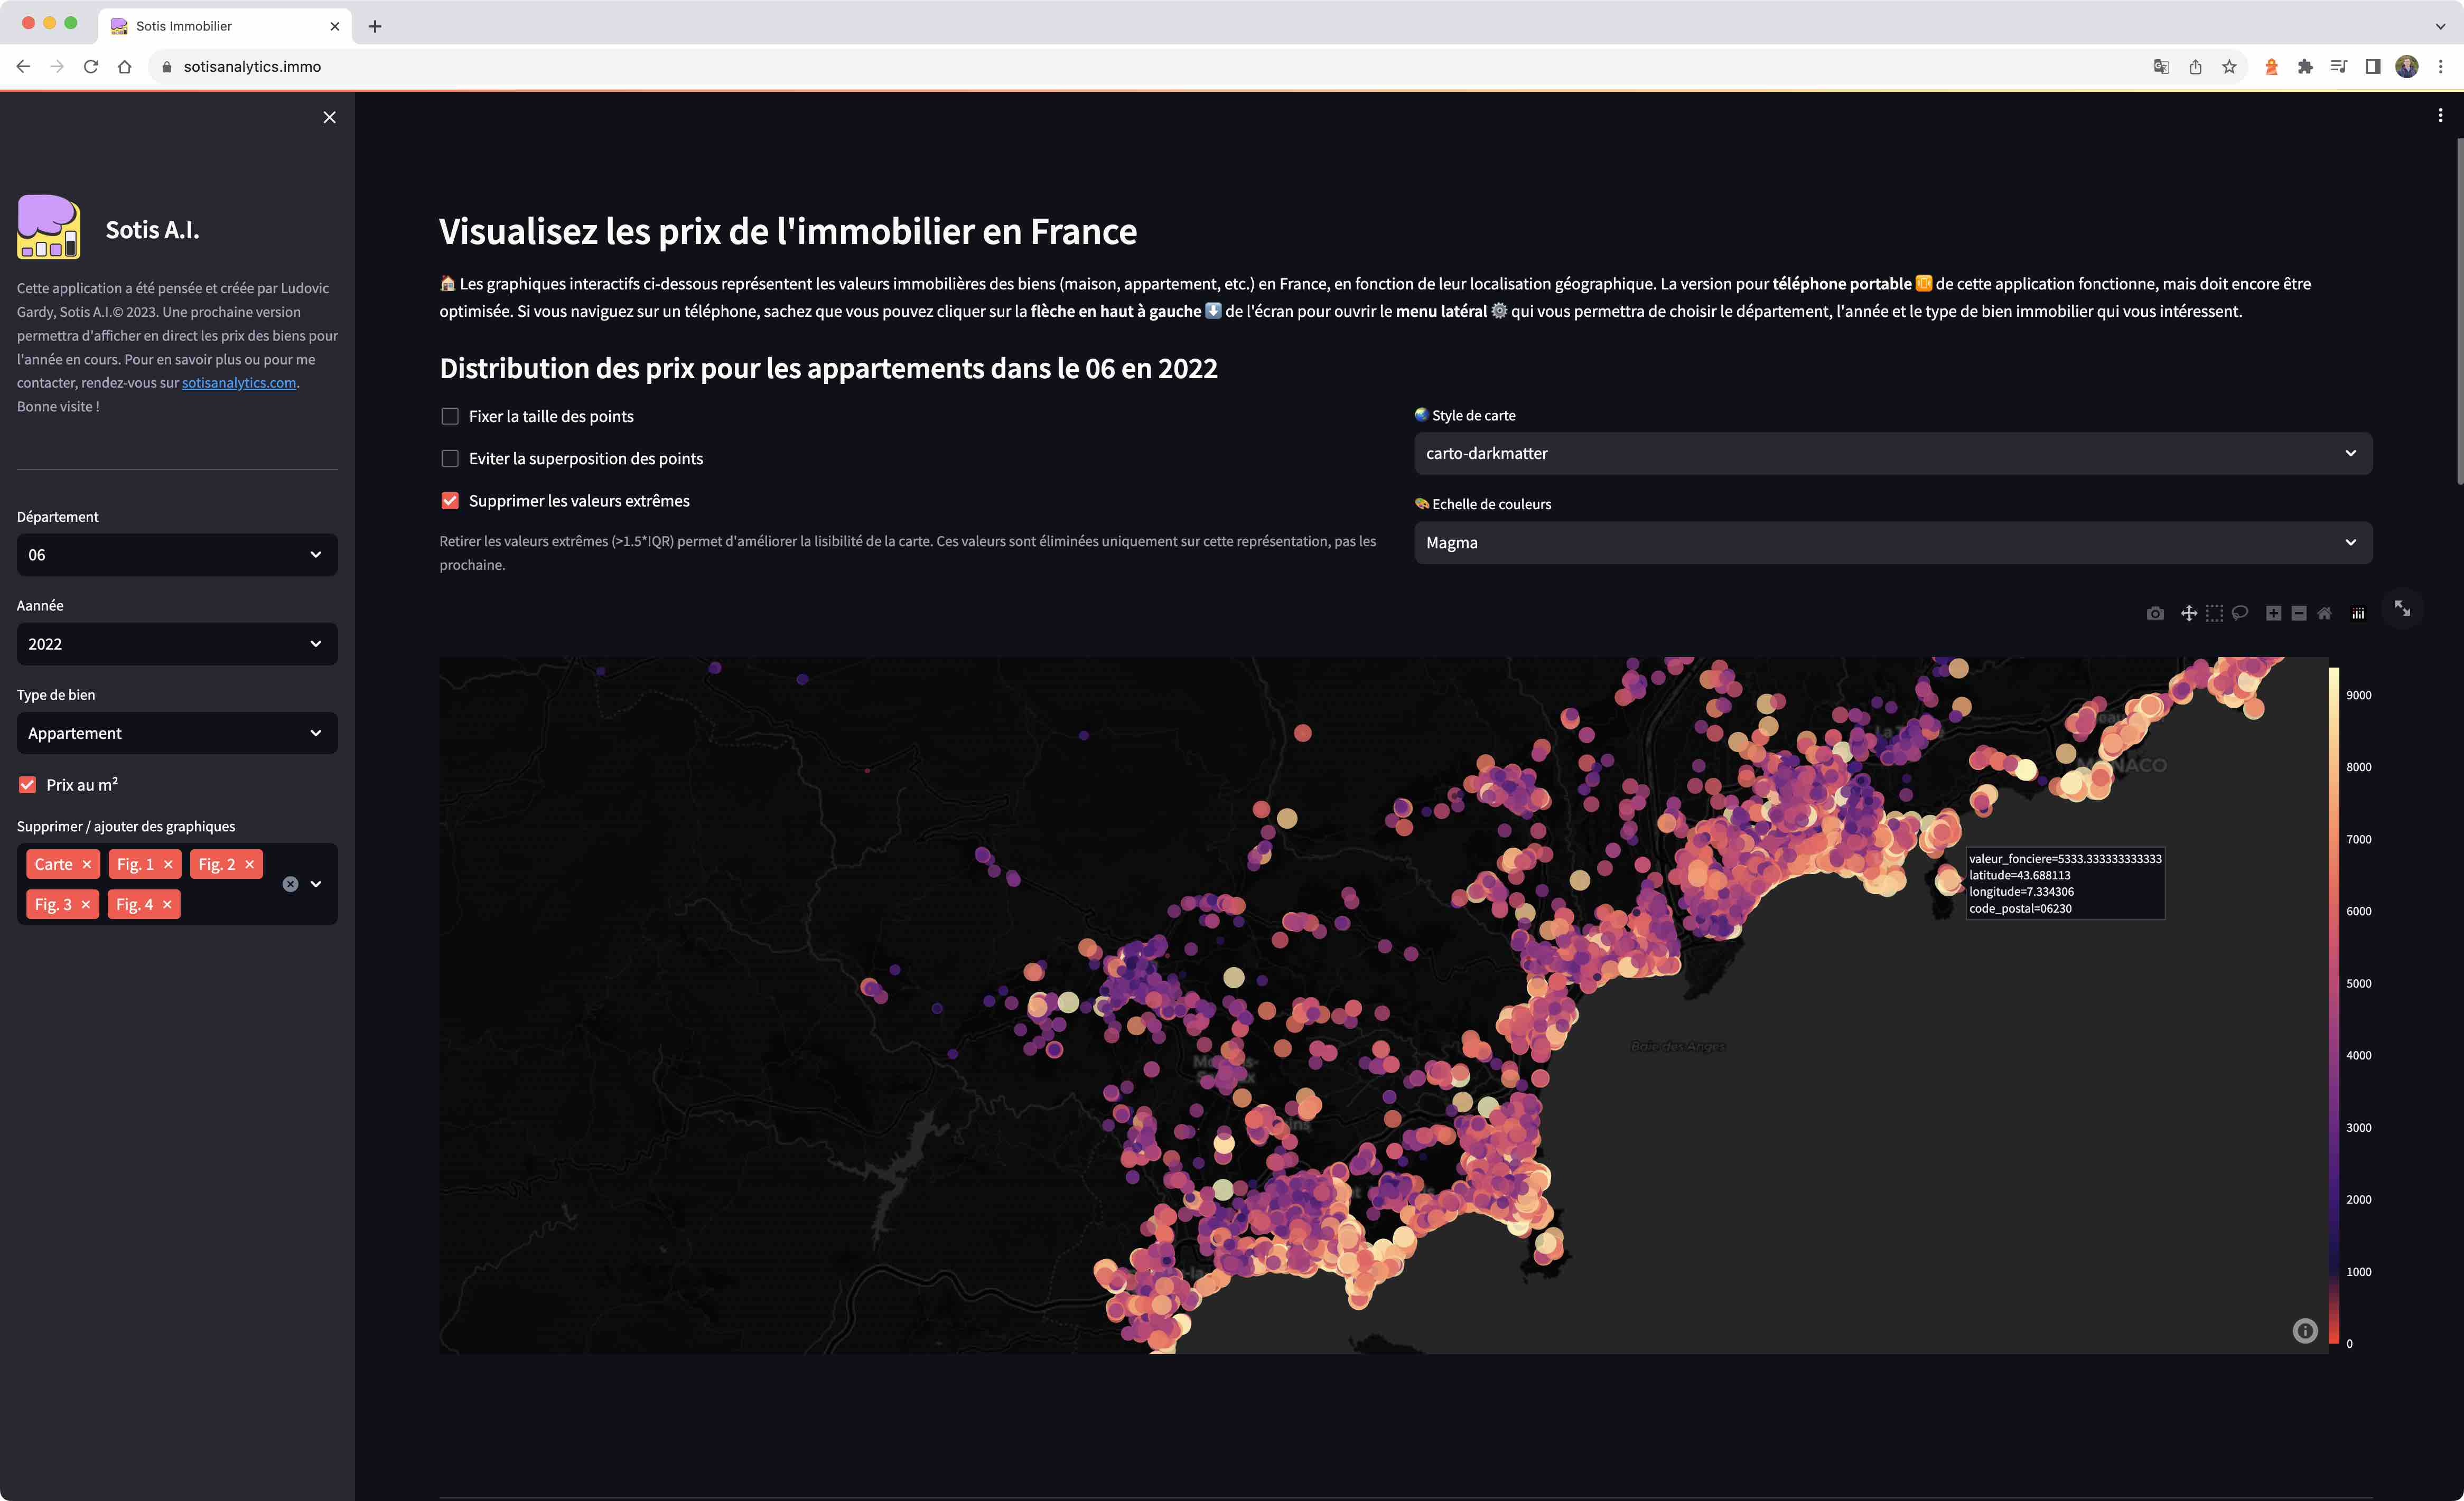 Sotis Immobilier
sotisanalytics.immo
Sotis A.I.
Cette application a été pensée et créée par Ludovic
Gardy, Sotis A.I.© 2023. Une prochaine version
permettra d'afficher en direct les prix des biens pour
l'année en cours. Pour en savoir plus ou pour me
contacter, rendez-vous sur sotisanalytics.com.
Bonne visite !
Département
06
Aannée
2022
Type de bien
Appartement
Prix au m²
Supprimer / ajouter des graphiques
Carte
Fig. 1
Fig. 2
Fig. 3
Fig. 4
Visualisez les prix de l'immobilier en France
🏠 Les graphiques interactifs ci-dessous représentent les valeurs immobilières des biens (maison, appartement, etc.) en France, en fonction de leur localisation géographique. La version pour téléphone portable 📴 de cette application fonctionne, mais doit encore être
optimisée. Si vous naviguez sur un téléphone, sachez que vous pouvez cliquer sur la flèche en haut à gauche ⬇️ de l'écran pour ouvrir le menu latéral ⚙️ qui vous permettra de choisir le département, l'année et le type de bien immobilier qui vous intéressent.
Distribution des prix pour les appartements dans le 06 en 2022
Fixer la taille des points
Eviter la superposition des points
Supprimer les valeurs extrêmes
Retirer les valeurs extrêmes (>1.5*IQR) permet d'améliorer la lisibilité de la carte. Ces valeurs sont éliminées uniquement sur cette représentation, pas les
prochaine.
🌏 Style de carte
carto-darkmatter
🎨 Echelle de couleurs
Magma
valeur_fonciere=5333.333333333333
latitude=43.688113
longitude=7.334306
code_postal=06230
Baie des Anges
9000
8000
7000
6000
5000
4000
3000
2000
1000
0